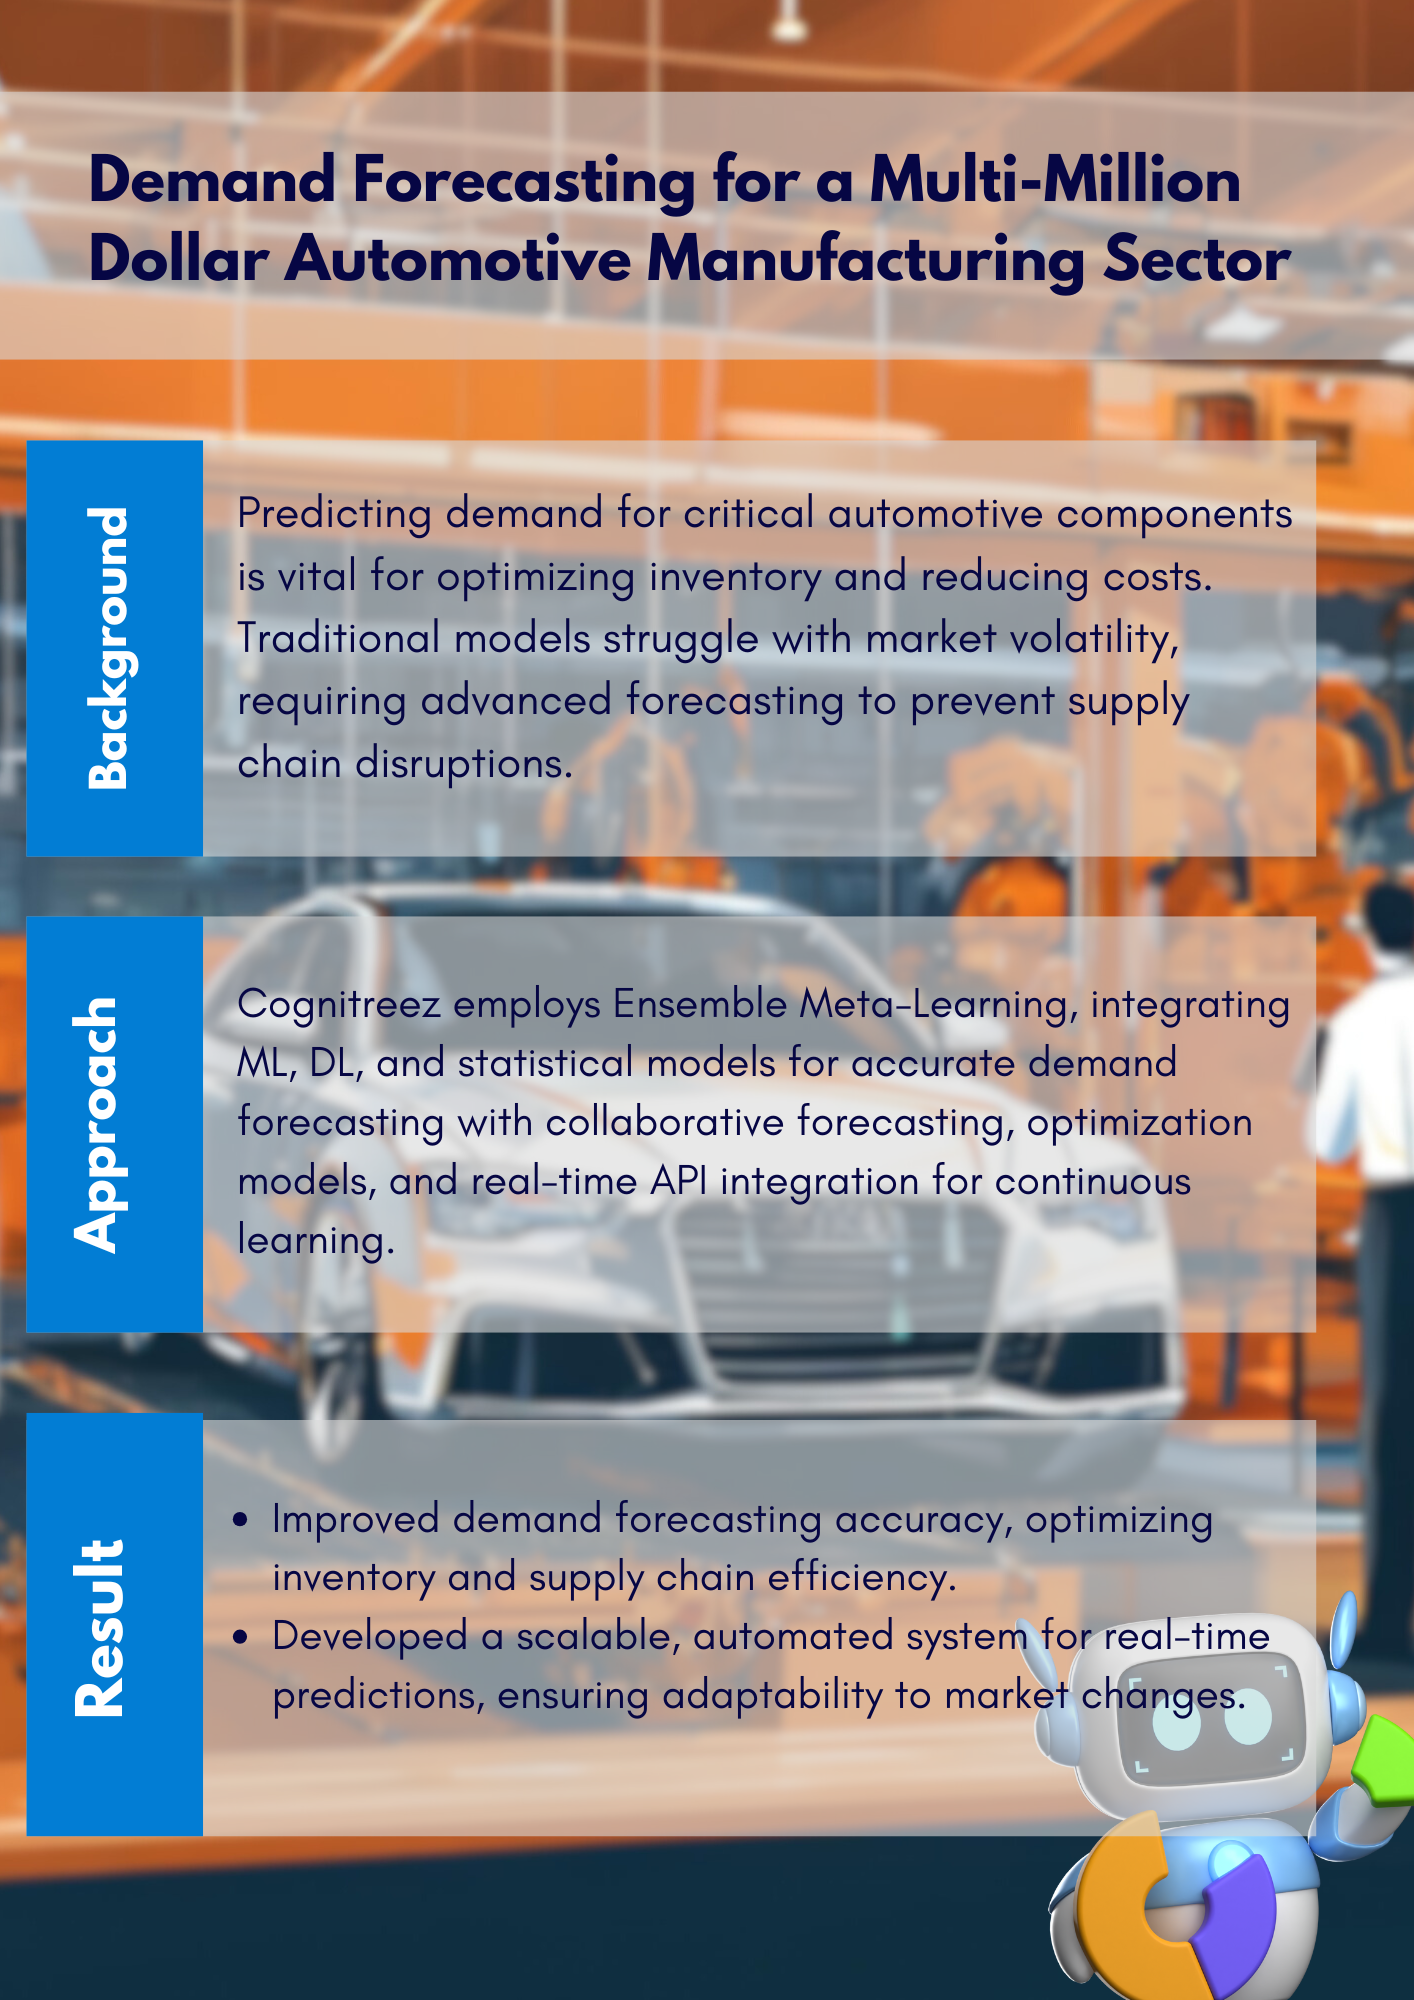 Demand Forecasting for a Multi-Million
Dollar Automotive Manufacturing Sector
Background
Predicting demand for critical automotive components
is vital for optimizing inventory and reducing costs.
Traditional models struggle with market volatility,
requiring advanced forecasting to prevent supply
chain disruptions.
Approach
Cognitreez employs Ensemble Meta-Learning, integrating
ML, DL, and statistical models for accurate demand
forecasting with collaborative forecasting, optimization
models, and real-time API integration for continuous
learning.
Result
• Improved demand forecasting accuracy, optimizing
inventory and supply chain efficiency.
• Developed a scalable, automated system for real-time
predictions, ensuring adaptability to market changes.